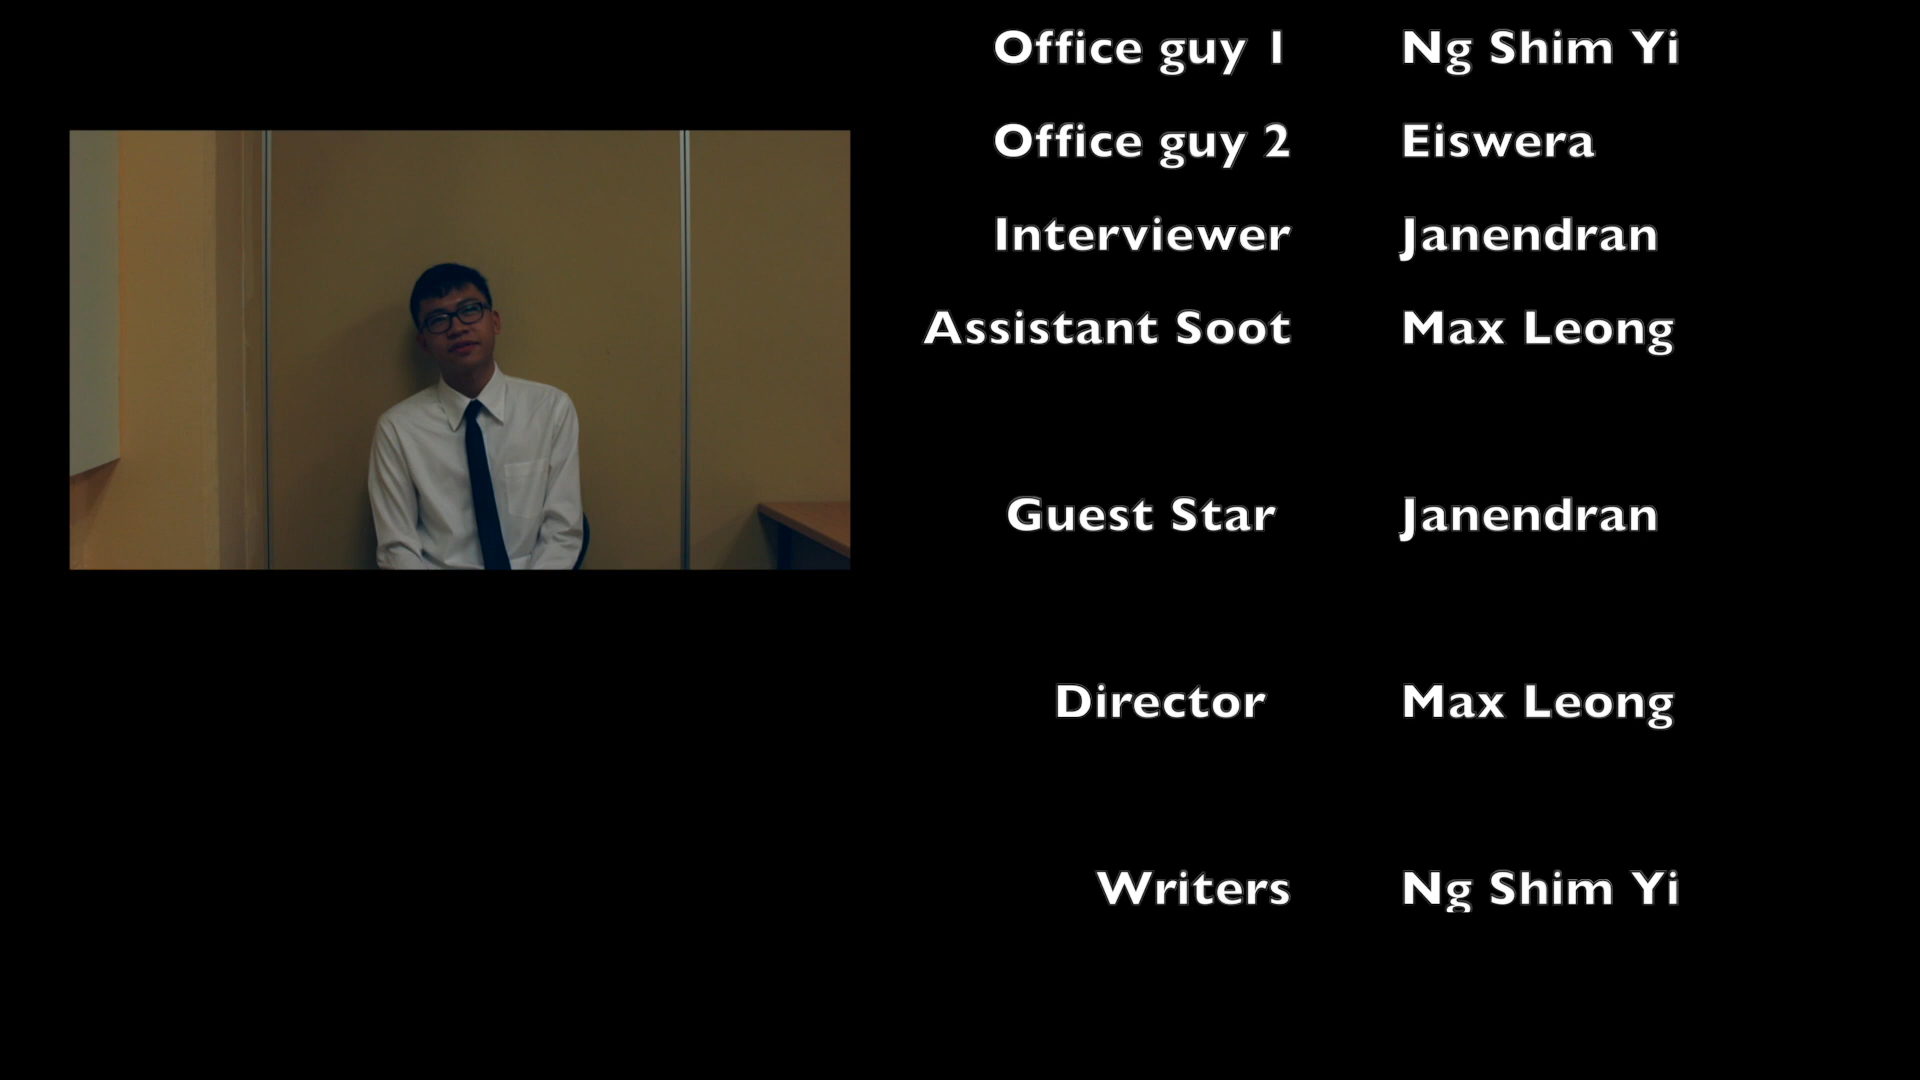 Office guy 1 Ng Shim Yi
Office guy 2 Eiswera
Interviewer Janendran
Assistant Soot Max Leong
Guest Star Janendran
Director Max Leong
Writers Ng Shim Yi